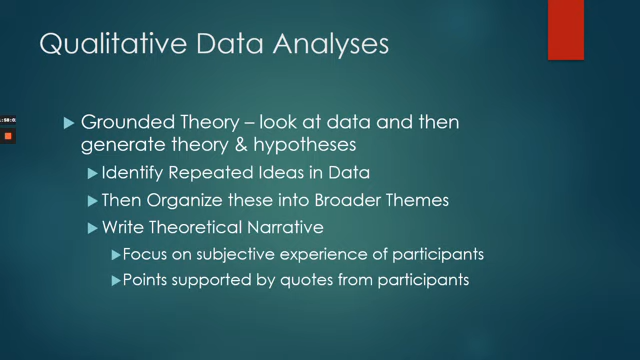 Qualitative Data Analyses
Grounded Theory – look at data and then
generate theory & hypotheses
Identify Repeated Ideas in Data
Then Organize these into Broader Themes
Write Theoretical Narrative
Focus on subjective experience of participants
Points supported by quotes from participants